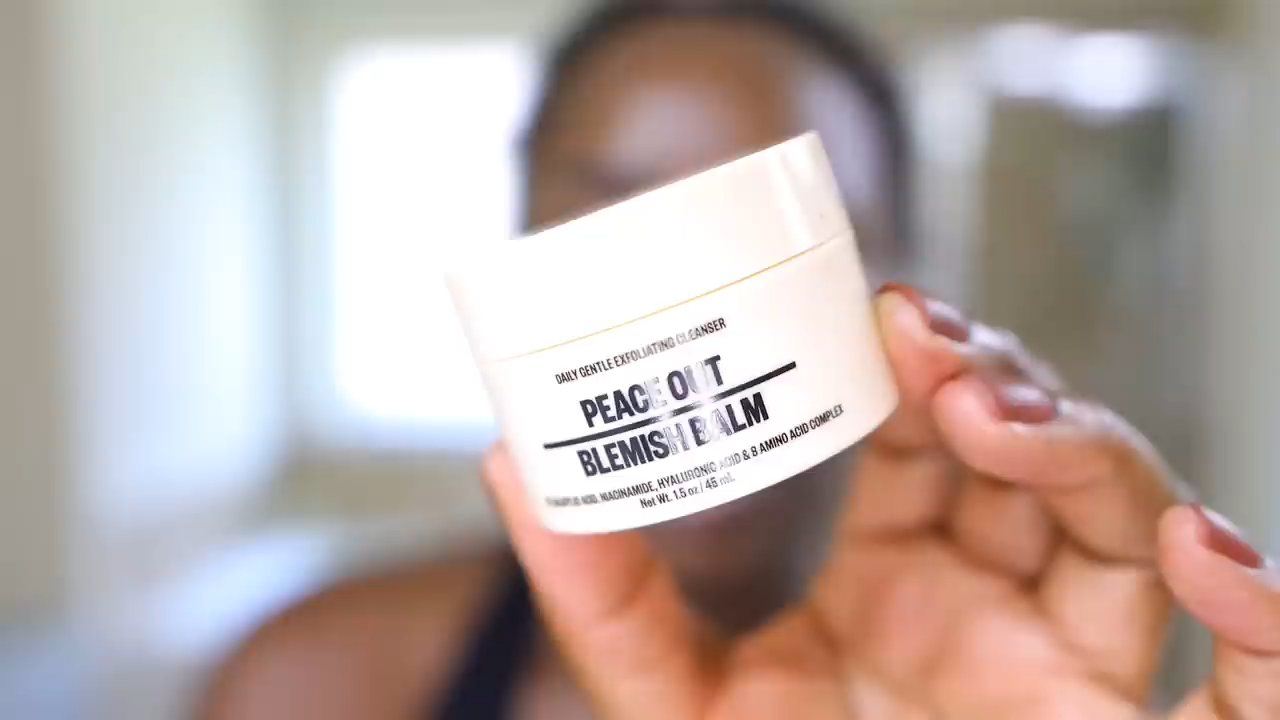 DAILY GENTLE EXFOLIATING CLEANSER
PEACE OUT
BLEMISH BALM
ACID, NIACINAMIDE, HYALURONIC ACID & 8 AMINO ACID COMPLEX
Net Wt. 1.5 oz / 45 mL